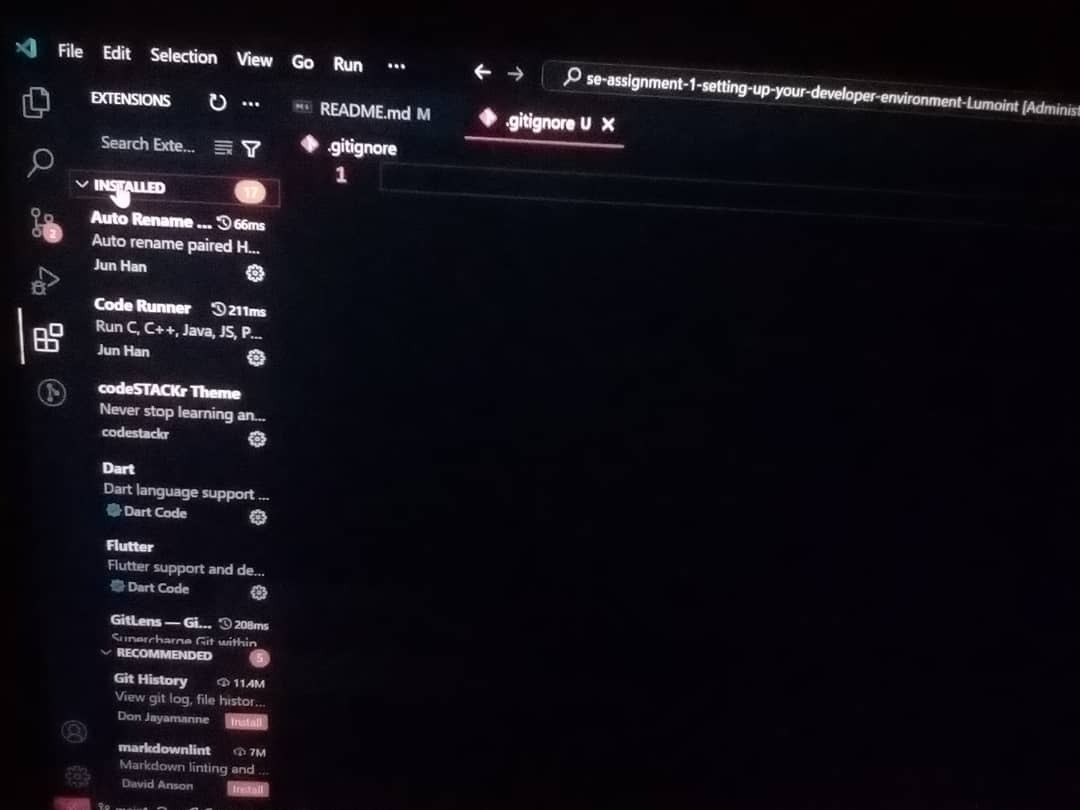 File Edit Selection View Go Run ...
se-assignment-1-setting-up-your-developer-environment-Lumoint [Administ
EXTENSIONS ...
README.md M
.gitignore U
Search Exte...
.gitignore
INSTALLED 17
1
Auto Rename ... 66ms
Auto rename paired H...
Jun Han
Code Runner 211ms
Run C, C++, Java, JS, P...
Jun Han
codeSTACKr Theme
Never stop learning an...
codestackr
Dart
Dart language support ...
Dart Code
Flutter
Flutter support and de...
Dart Code
GitLens — Gi... 208ms
Supercharge Git within
RECOMMENDED 5
Git History 11.4M
View git log, file histor...
Don Jayamanne Install
markdownlint 7M
Markdown linting and ...
David Anson Install
2